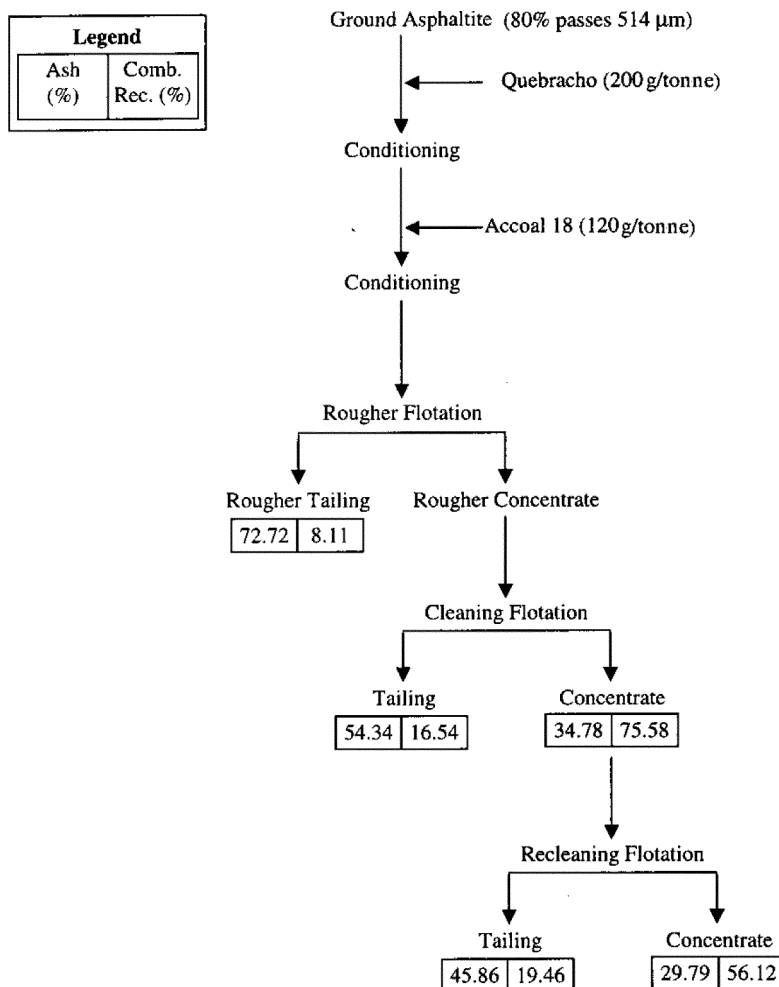 Legend
Ash Comb.
(%) Rec. (%)
Ground Asphaltite (80% passes 514 μm)
Quebracho (200 g/tonne)
Conditioning
Accoal 18 (120 g/tonne)
Conditioning
Rougher Flotation
Rougher Tailing Rougher Concentrate
72.72 8.11
Cleaning Flotation
Tailing Concentrate
54.34 16.54 34.78 75.58
Recleaning Flotation
Tailing Concentrate
45.86 19.46 29.79 56.12